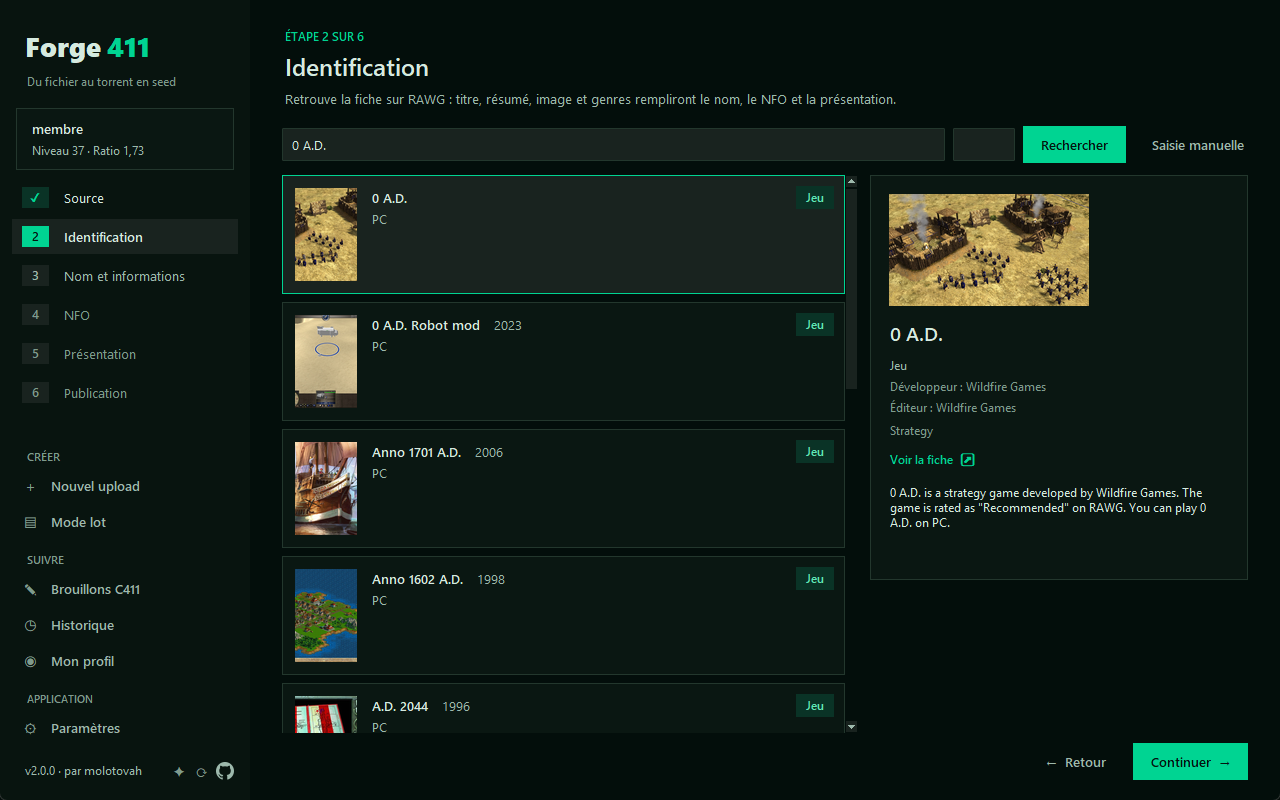 Forge 411
Du fichier au torrent en seed
membre
Niveau 37 · Ratio 1,73
✓ Source
2 Identification
3 Nom et informations
4 NFO
5 Présentation
6 Publication
CRÉER
+ Nouvel upload
Mode lot
SUIVRE
Brouillons C411
Historique
Mon profil
APPLICATION
Paramètres
v2.0.0 · par molotovah
ÉTAPE 2 SUR 6
Identification
Retrouve la fiche sur RAWG : titre, résumé, image et genres rempliront le nom, le NFO et la présentation.
0 A.D.
Rechercher
Saisie manuelle
0 A.D.
Jeu
PC
0 A.D. Robot mod 2023
Jeu
PC
Anno 1701 A.D. 2006
Jeu
PC
Anno 1602 A.D. 1998
Jeu
PC
A.D. 2044 1996
Jeu
PC
0 A.D.
Jeu
Développeur : Wildfire Games
Éditeur : Wildfire Games
Strategy
Voir la fiche
0 A.D. is a strategy game developed by Wildfire Games. The
game is rated as "Recommended" on RAWG. You can play 0
A.D. on PC.
← Retour
Continuer →